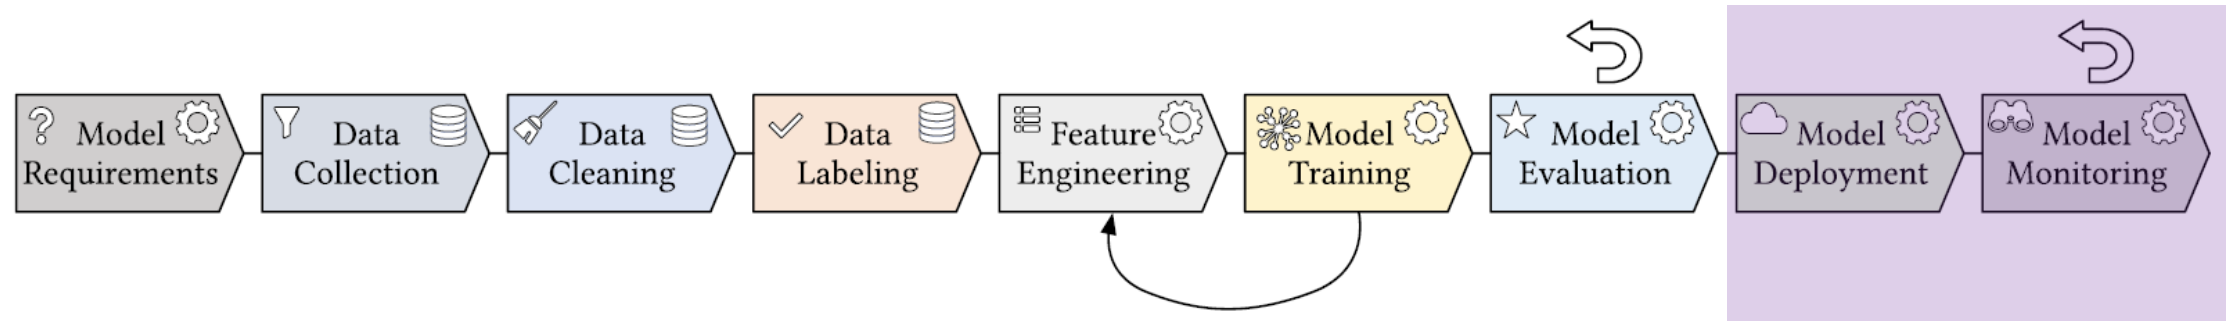 Model
Requirements
Data
Collection
Data
Cleaning
Data
Labeling
Feature
Engineering
Model
Training
Model
Evaluation
Model
Deployment
Model
Monitoring